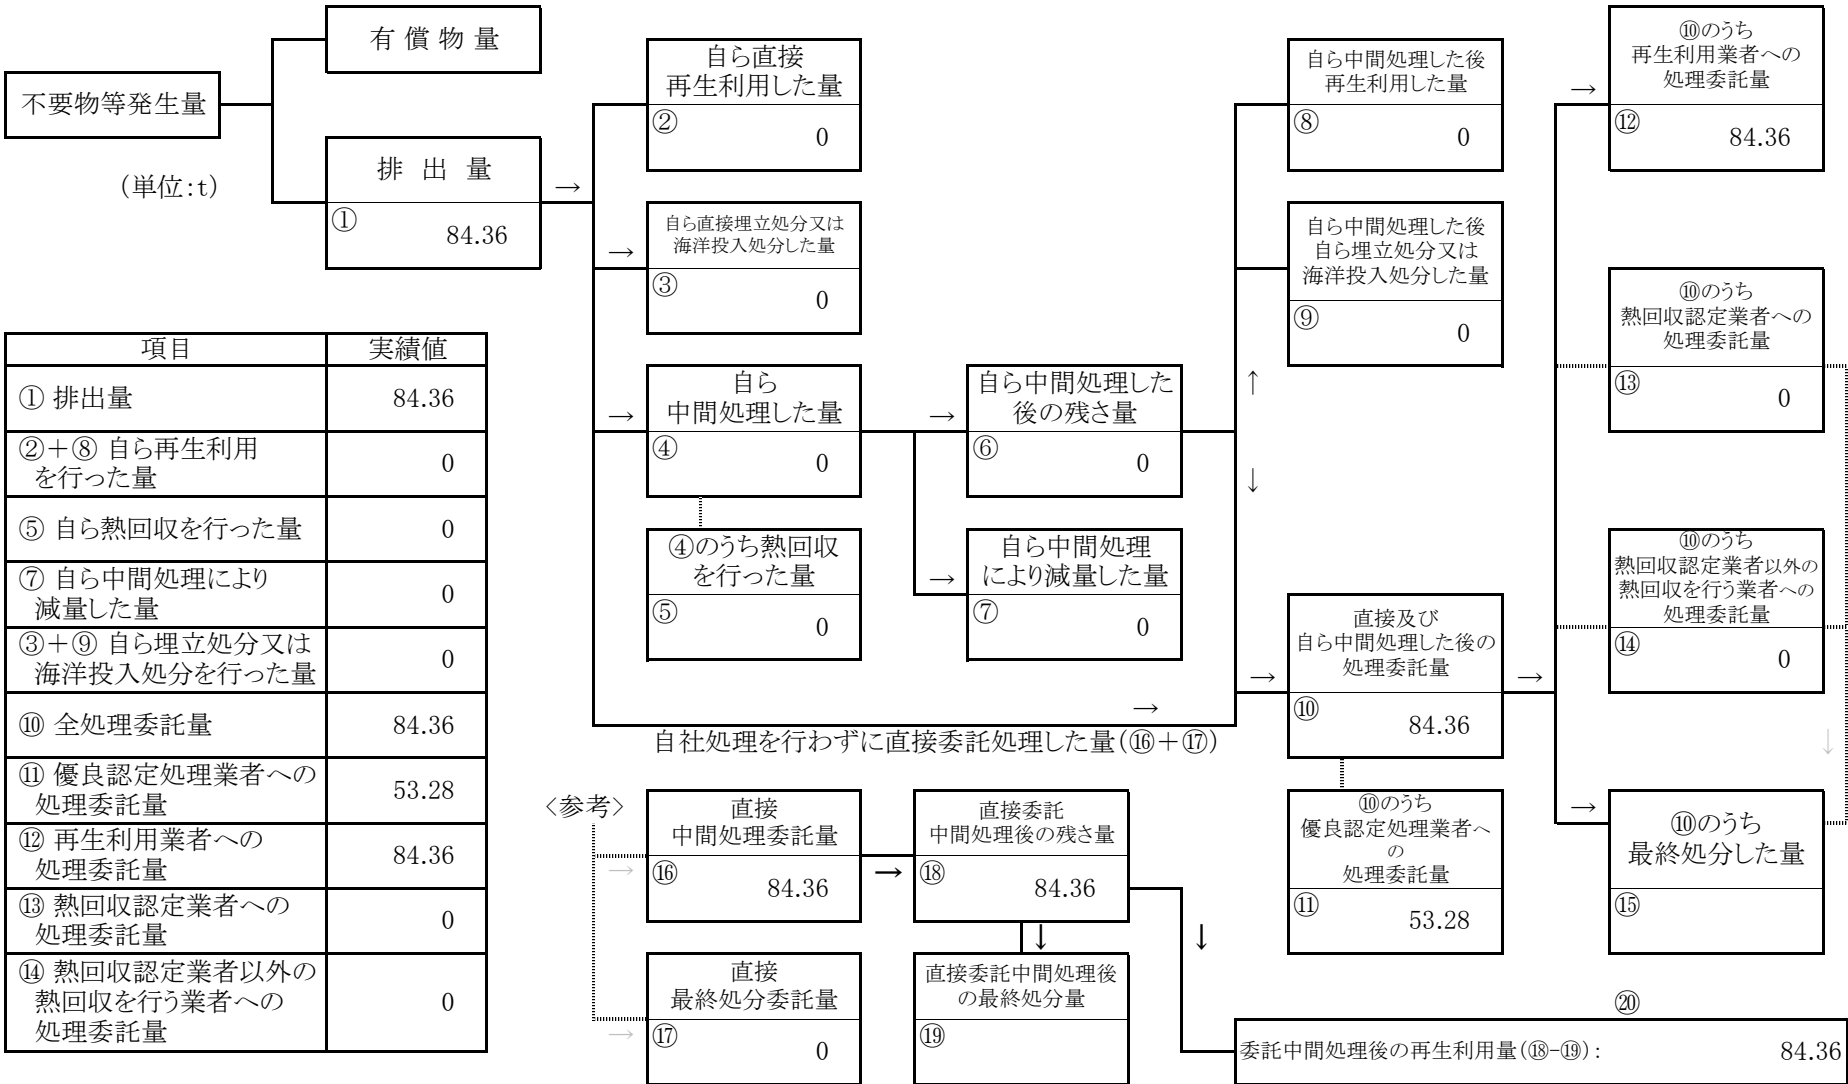 有 償 物 量
不要物等発生量
(単位:t)
排 出 量
→
①
84.36
自ら直接
再生利用した量
②
0
→
自ら直接埋立処分又は
海洋投入処分した量
③
0
→
自ら
中間処理した量
④
0
④のうち熱回収
を行った量
⑤
0
→
自ら中間処理した
後の残さ量
⑥
0
→
自ら中間処理
により減量した量
⑦
0
自ら中間処理した後
再生利用した量
⑧
0
自ら中間処理した後
自ら埋立処分又は
海洋投入処分した量
⑨
0
↑
↓
→
直接及び
自ら中間処理した後の
処理委託量
⑩
84.36
→
⑩のうち
優良認定処理業者へ
の
処理委託量
⑪
53.28
→
⑩のうち
再生利用業者への
処理委託量
⑫
84.36
⑩のうち
熱回収認定業者への
処理委託量
⑬
0
⑩のうち
熱回収認定業者以外の
熱回収を行う業者への
処理委託量
⑭
0
↓
→
⑩のうち
最終処分した量
⑮
→
自社処理を行わずに直接委託処理した量(⑯+⑰)
<参考>
→
直接
中間処理委託量
⑯
84.36
→
直接委託
中間処理後の残さ量
⑱
84.36
↓
↓
→
直接
最終処分委託量
⑰
0
直接委託中間処理後
の最終処分量
⑲
⑳
委託中間処理後の再生利用量(⑱-⑲): 84.36
項目 実績値
① 排出量 84.36
②+⑧ 自ら再生利用
を行った量 0
⑤ 自ら熱回収を行った量 0
⑦ 自ら中間処理により
減量した量 0
③+⑨ 自ら埋立処分又は
海洋投入処分を行った量 0
⑩ 全処理委託量 84.36
⑪ 優良認定処理業者への
処理委託量 53.28
⑫ 再生利用業者への
処理委託量 84.36
⑬ 熱回収認定業者への
処理委託量 0
⑭ 熱回収認定業者以外の
熱回収を行う業者への 0
処理委託量